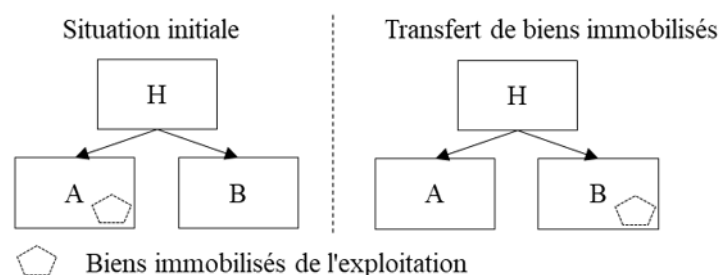 Situation initiale
Transfert de biens immobilisés
H
H
A
B
A
B
Biens immobilisés de l'exploitation